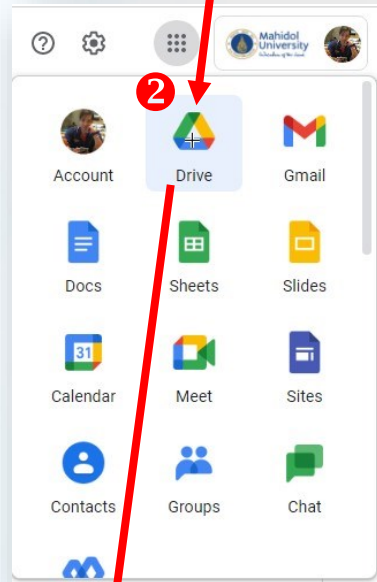 Mahidol
University
2
Account Drive Gmail
Docs Sheets Slides
31
Calendar Meet Sites
Contacts Groups Chat